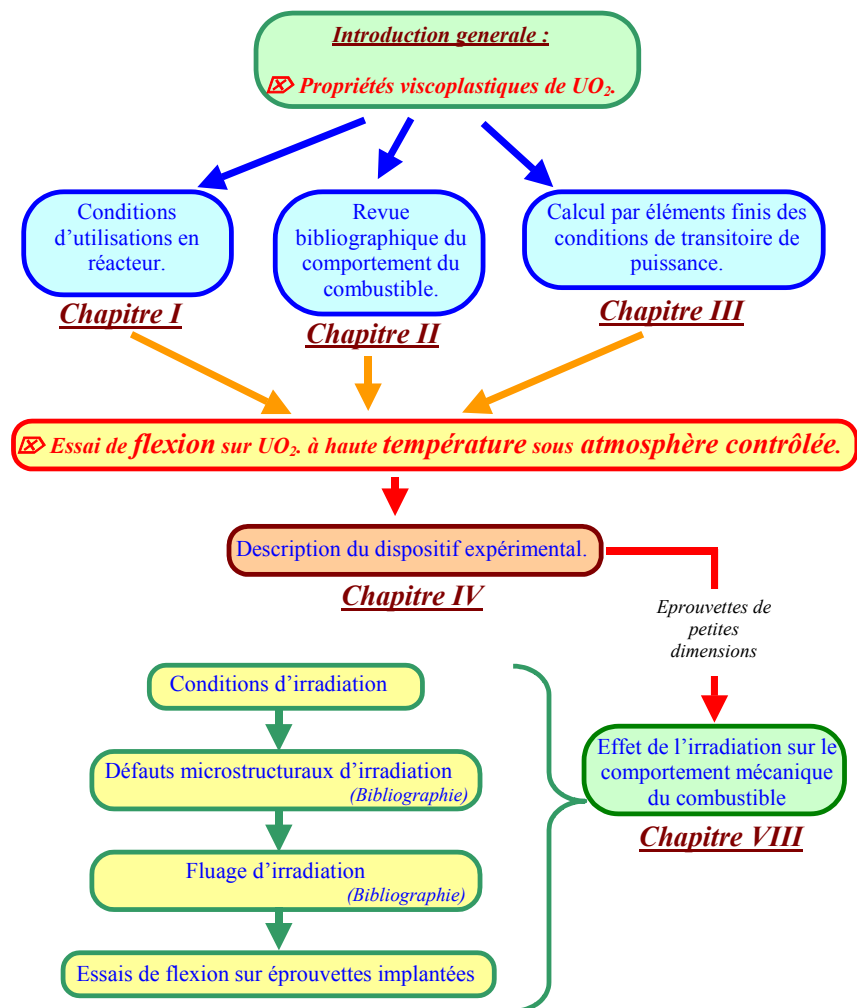 Introduction generale :
⌦ Propriétés viscoplastiques de UO₂.
Conditions
d’utilisations en
réacteur.
Chapitre I
Revue
bibliographique du
comportement du
combustible.
Chapitre II
Calcul par éléments finis des
conditions de transitoire de
puissance.
Chapitre III
⌦ Essai de flexion sur UO₂. à haute température sous atmosphère contrôlée.
Description du dispositif expérimental.
Chapitre IV
Eprouvettes de
petites
dimensions
Conditions d’irradiation
Défauts microstructuraux d’irradiation
(Bibliographie)
Fluage d’irradiation
(Bibliographie)
Essais de flexion sur éprouvettes implantées
Effet de l’irradiation sur le
comportement mécanique
du combustible
Chapitre VIII